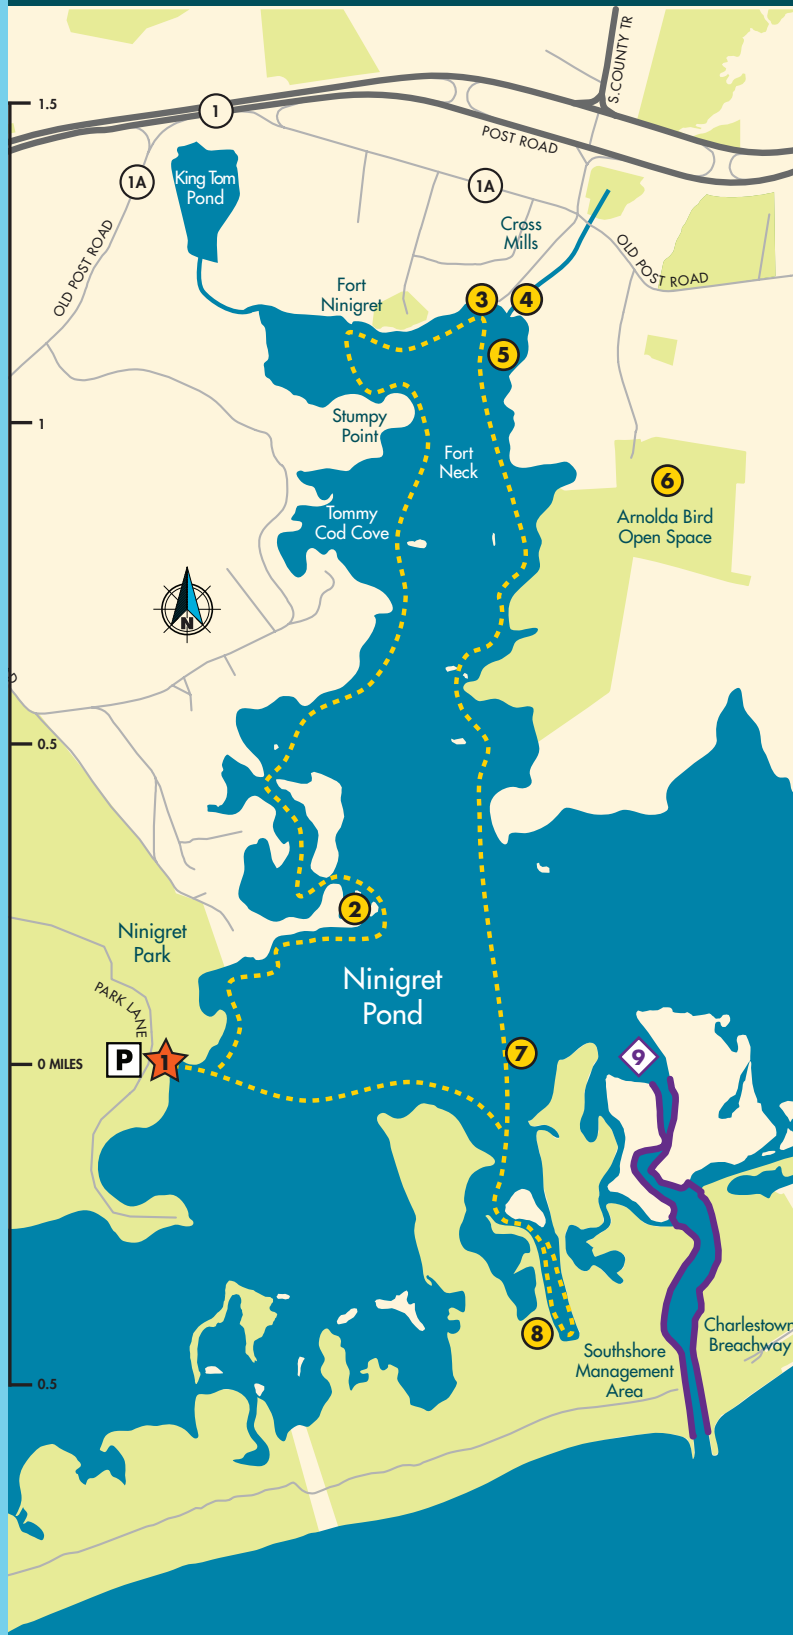 S.COUNTY TR
1.5
1
POST ROAD
1A
King Tom
Pond
1A
Cross
Mills
OLD POST ROAD
OLD POST ROAD
Fort
Ninigret
3
4
5
1
Stumpy
Point
Fort
Neck
6
Arnolda Bird
Open Space
Tommy
Cod Cove
N
0.5
2
Ninigret
Park
Ninigret
Pond
PARK LANE
P
1
0 MILES
7
9
8
Southshore
Management
Area
Charlestown
Breachway
0.5